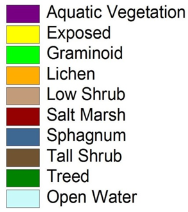 Aquatic Vegetation
Exposed
Graminoid
Lichen
Low Shrub
Salt Marsh
Sphagnum
Tall Shrub
Treed
Open Water